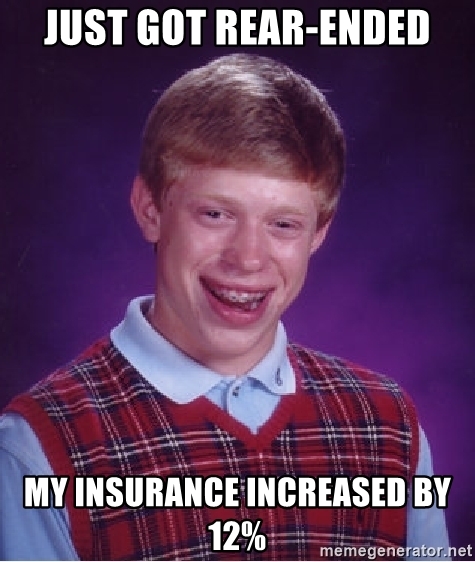 JUST GOT REAR-ENDED
MY INSURANCE INCREASED BY
12%
memegenerator.net